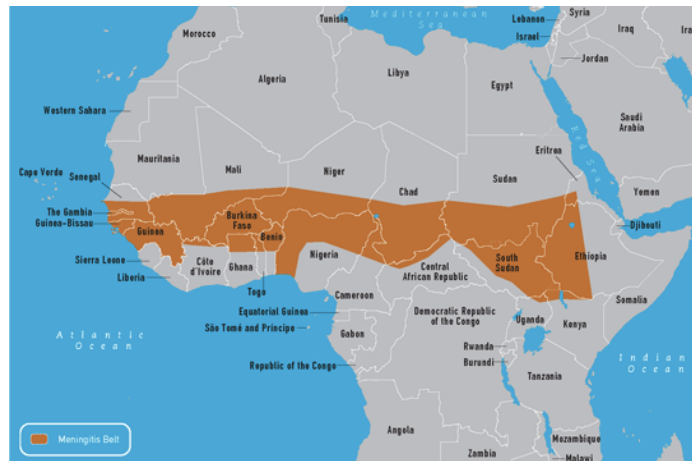 Mediterranean
Sea
Tunisia
Lebanon
Syria
Morocco
Israel
Iraq
Jordan
Algeria
Libya
Egypt
Western Sahara
Saudi
Arabia
Red Sea
Eritrea
Mauritania
Mali
Niger
Sudan
Cape Verde
Senegal
Chad
Yemen
The Gambia
Burkina
Faso
Guinea-Bissau
Guinea
Benin
Djibouti
Nigeria
South
Sudan
Ethiopia
Sierra Leone
Côte
d'Ivoire
Ghana
Central
African Republic
Liberia
Togo
Cameroon
Somalia
Equatorial Guinea
Democratic Republic
of the Congo
Uganda
Kenya
São Tomé and Príncipe
Gabon
Atlantic
Ocean
Rwanda
Burundi
Indian
Ocean
Republic of the Congo
Tanzania
Angola
Meningitis Belt
Zambia
Mozambique
Malawi